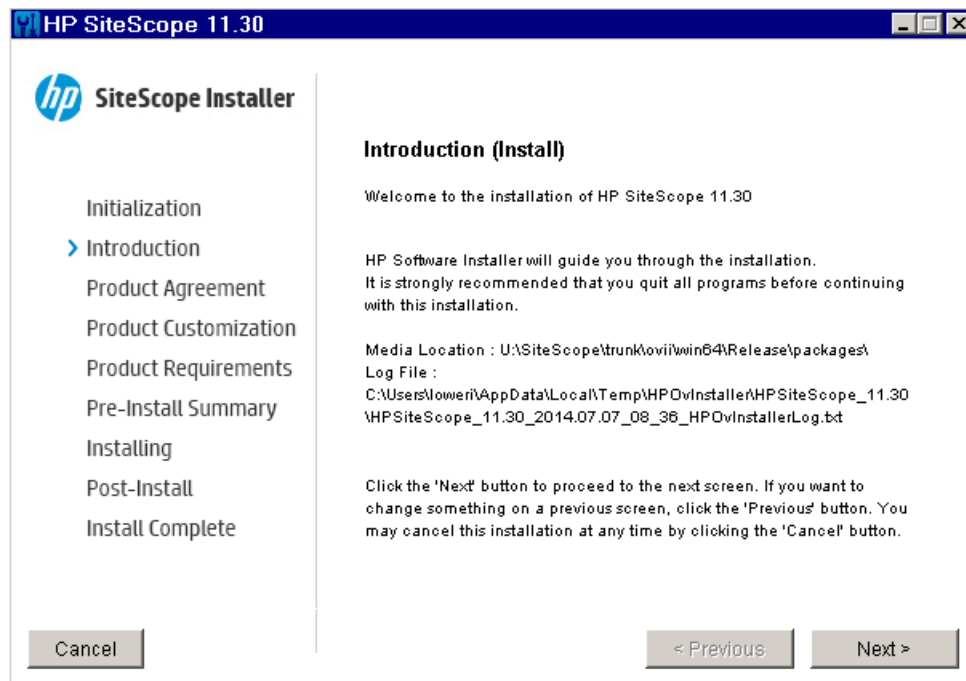 HP SiteScope 11.30
hp
SiteScope Installer
Initialization
Introduction
Product Agreement
Product Customization
Product Requirements
Pre-Install Summary
Installing
Post-Install
Install Complete
Introduction (Install)
Welcome to the installation of HP SiteScope 11.30
HP Software Installer will guide you through the installation.
It is strongly recommended that you quit all programs before continuing
with this installation.
Media Location : U:\SiteScope\trunk\ovii\win64\Release\packages\
Log File :
C:\Users\loweri\AppData\Local\Temp\HPOvInstaller\HPSiteScope_11.30
\HPSiteScope_11.30_2014.07.07_08_36_HPOvInstallerLog.txt
Click the 'Next' button to proceed to the next screen. If you want to
change something on a previous screen, click the 'Previous' button. You
may cancel this installation at any time by clicking the 'Cancel' button.
Cancel
< Previous
Next >